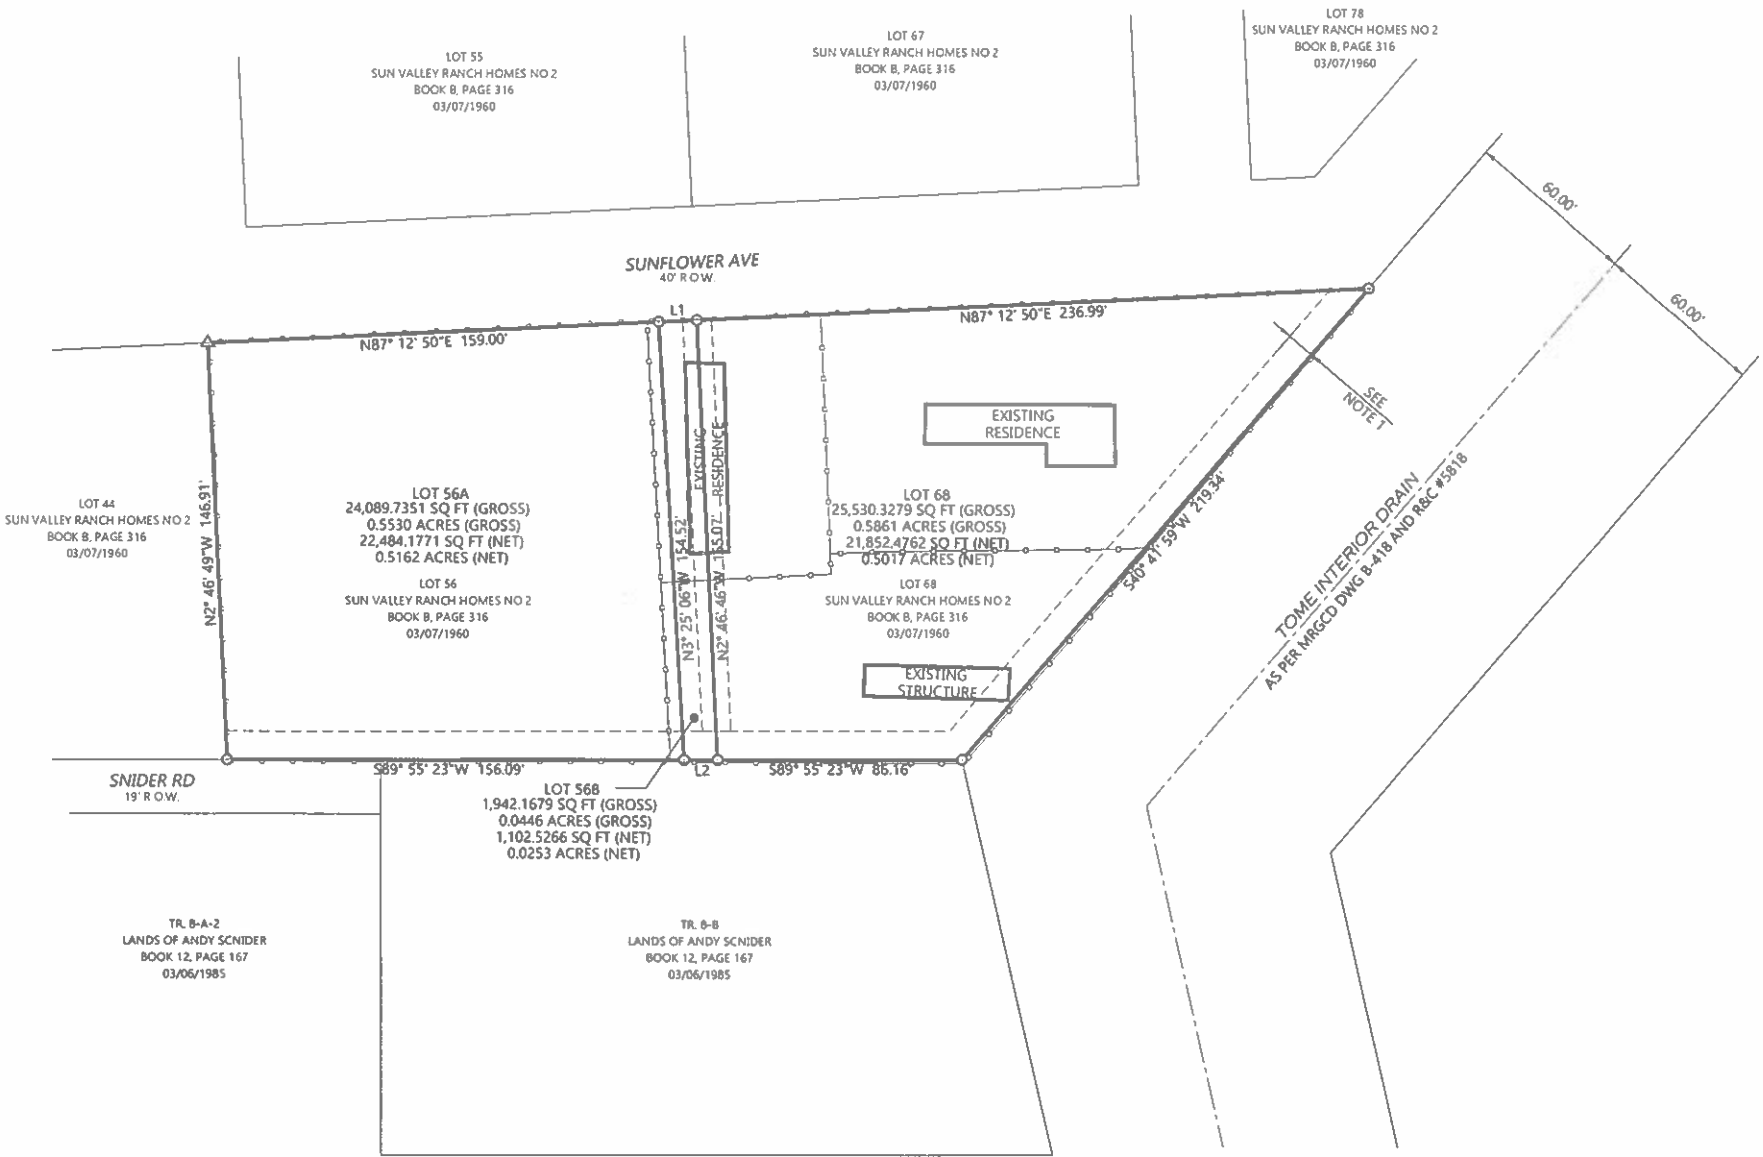 LOT 55
SUN VALLEY RANCH HOMES NO 2
BOOK B, PAGE 316
03/07/1960
LOT 67
SUN VALLEY RANCH HOMES NO 2
BOOK B, PAGE 316
03/07/1960
LOT 78
SUN VALLEY RANCH HOMES NO 2
BOOK B, PAGE 316
03/07/1960
60.00'
60.00'
SUNFLOWER AVE
40' R.O.W.
L1
N87° 12' 50"E 159.00'
N87° 12' 50"E 236.99'
SEE
NOTE 1
EXISTING
RESIDENCE
EXISTING
RESIDENCE
LOT 44
SUN VALLEY RANCH HOMES NO 2
BOOK B, PAGE 316
03/07/1960
N2° 46' 49"W 146.91'
LOT 56A
24,089.7351 SQ FT (GROSS)
0.5530 ACRES (GROSS)
22,484.1771 SQ FT (NET)
0.5162 ACRES (NET)
LOT 56
SUN VALLEY RANCH HOMES NO 2
BOOK B, PAGE 316
03/07/1960
N3° 25' 06"W 154.52'
N2° 46' 46"W 155.07'
LOT 68
25,530.3279 SQ FT (GROSS)
0.5861 ACRES (GROSS)
21,852.4762 SQ FT (NET)
0.5017 ACRES (NET)
LOT 68
SUN VALLEY RANCH HOMES NO 2
BOOK B, PAGE 316
03/07/1960
S40° 41' 59"W 219.34'
TOME INTERIOR DRAIN
AS PER MRGCD DWG B-418 AND R&C #5818
EXISTING
STRUCTURE
SNIDER RD
19' R.O.W.
S89° 55' 23"W 156.09'
L2
S89° 55' 23"W 86.16'
LOT 56B
1,942.1679 SQ FT (GROSS)
0.0446 ACRES (GROSS)
1,102.5266 SQ FT (NET)
0.0253 ACRES (NET)
TR. B-A-2
LANDS OF ANDY SCNIDER
BOOK 12, PAGE 167
03/06/1985
TR. B-B
LANDS OF ANDY SCNIDER
BOOK 12, PAGE 167
03/06/1985